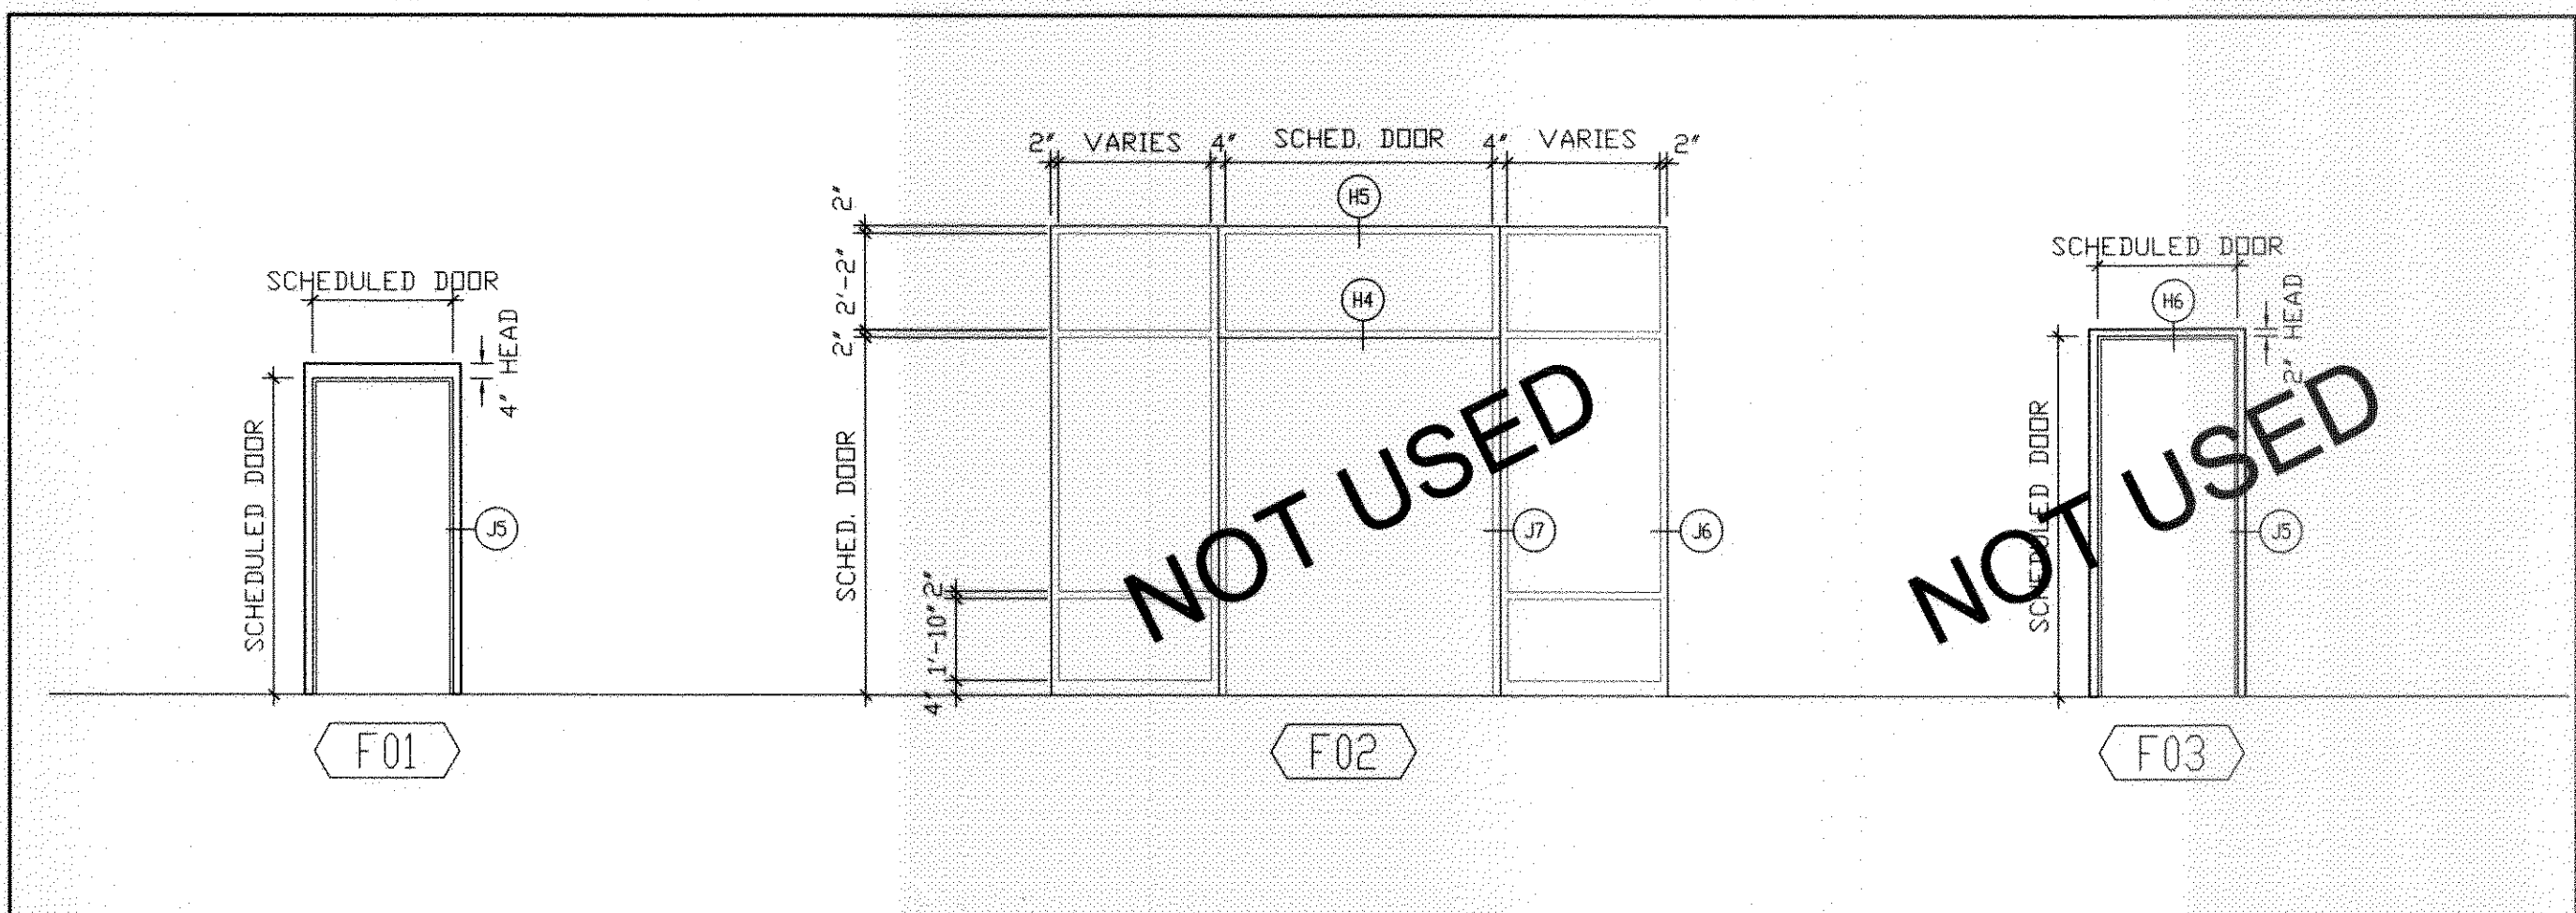 SCHEDULED DOOR
4" HEAD
SCHEDULED DOOR
J5
F01
2" VARIES 4" SCHED. DOOR 4" VARIES 2"
H5
2"
2'-2"
H4
2"
SCHED. DOOR
2"
1'-10"
4"
NOT USED
J7
J6
F02
SCHEDULED DOOR
H6
2" HEAD
SCHEDULED DOOR
NOT USED
J5
F03